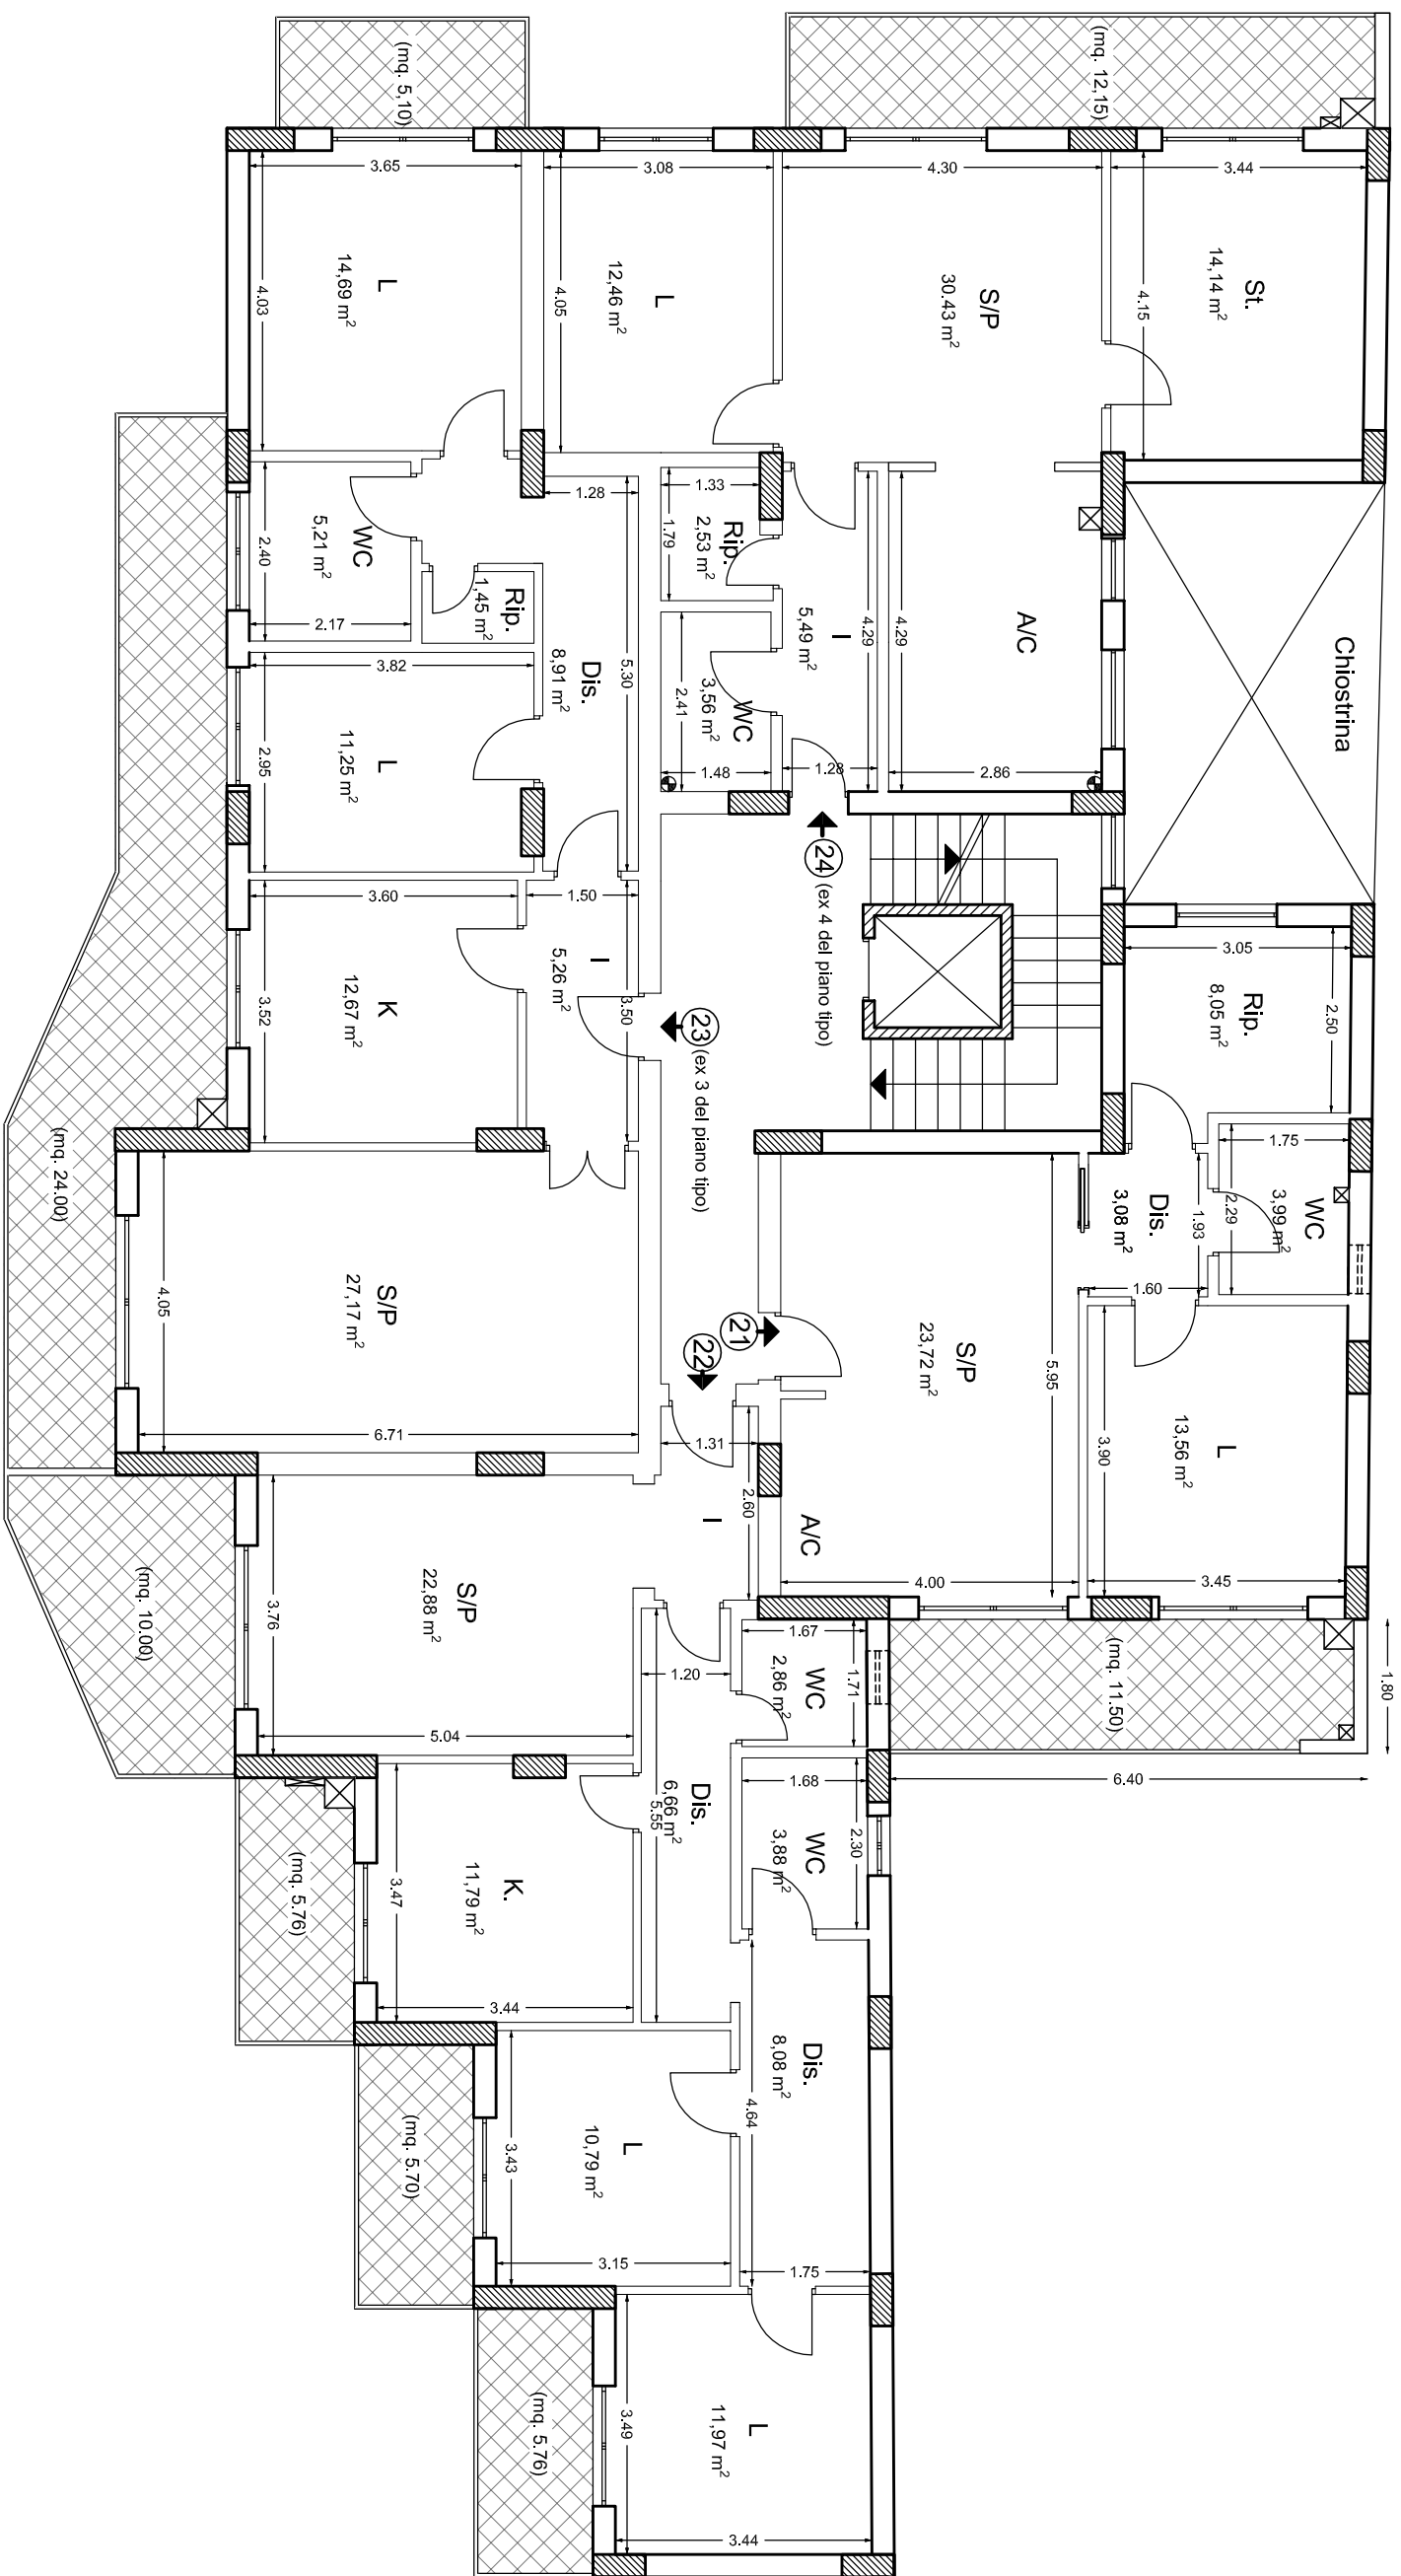 (mq. 5,10)
(mq. 12,15)
3.65
3.08
4.30
3.44
L
14,69 m²
4.03
L
12,46 m²
4.05
S/P
30.43 m²
St.
14,14 m²
4.15
WC
5,21 m²
2.40
2.17
Rip.
1,45 m²
1.28
1.33
Rip.
2,53 m²
1.79
I
5,49 m²
4.29
4.29
A/C
Chiostrina
L
11,25 m²
3.82
2.95
Dis.
8,91 m²
5.30
WC
3,56 m²
2.41
1.48
1.28
2.86
24
(ex 4 del piano tipo)
K
12,67 m²
3.60
3.52
I
5,26 m²
1.50
3.50
23
(ex 3 del piano tipo)
Rip.
8,05 m²
3.05
2.50
WC
3,99 m²
1.75
2.29
Dis.
3,08 m²
1.93
1.60
(mq. 24.00)
S/P
27,17 m²
4.05
6.71
21
22
S/P
23,72 m²
5.95
4.00
A/C
L
13,56 m²
3.90
3.45
1.31
2.60
I
(mq. 10.00)
S/P
22,88 m²
3.76
5.04
1.20
Dis.
6,66 m²
5.55
WC
2,86 m²
1.67
1.71
(mq. 11.50)
1.80
6.40
WC
3,88 m²
1.68
2.30
(mq. 5.76)
K.
11,79 m²
3.47
3.44
Dis.
8,08 m²
4.64
1.75
(mq. 5.70)
L
10,79 m²
3.43
3.15
(mq. 5.76)
L
11,97 m²
3.49
3.44